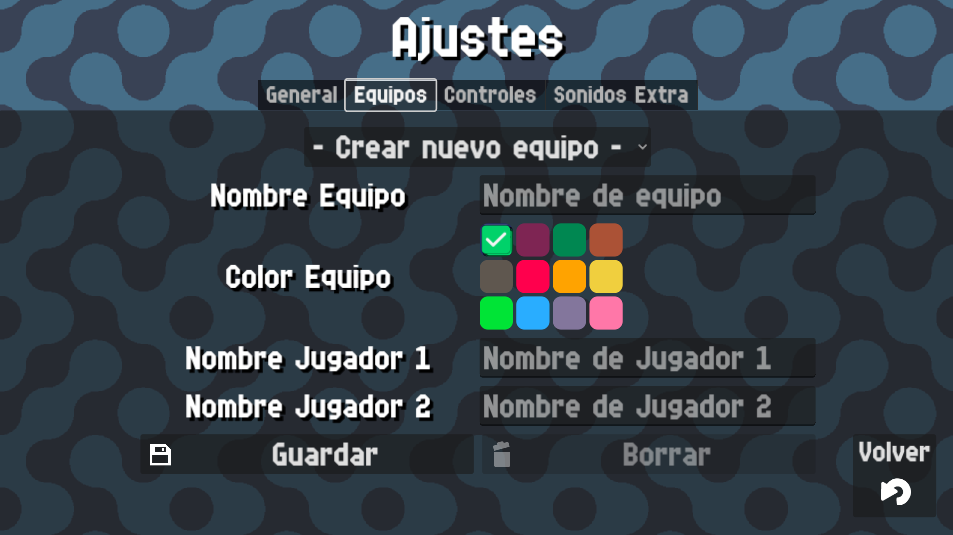 Ajustes
General Equipos Controles Sonidos Extra
- Crear nuevo equipo -
Nombre Equipo Nombre de equipo
Color Equipo
Nombre Jugador 1 Nombre de Jugador 1
Nombre Jugador 2 Nombre de Jugador 2
Guardar Borrar Volver